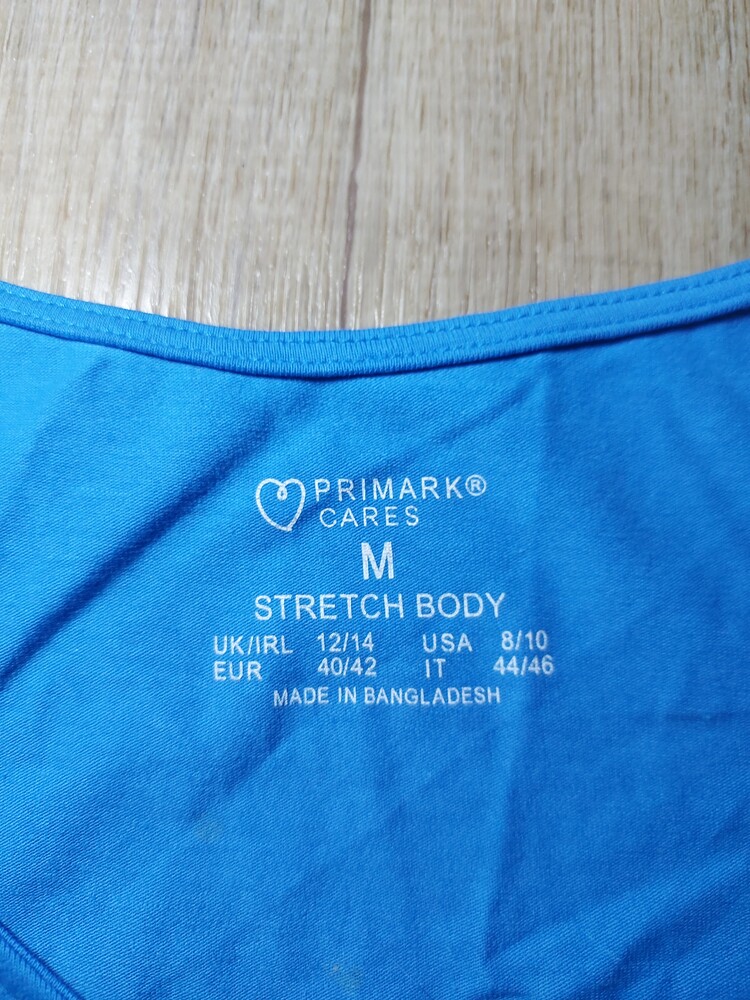 PRIMARK®
CARES
M
STRETCH BODY
UK/IRL 12/14 USA 8/10
EUR 40/42 IT 44/46
MADE IN BANGLADESH